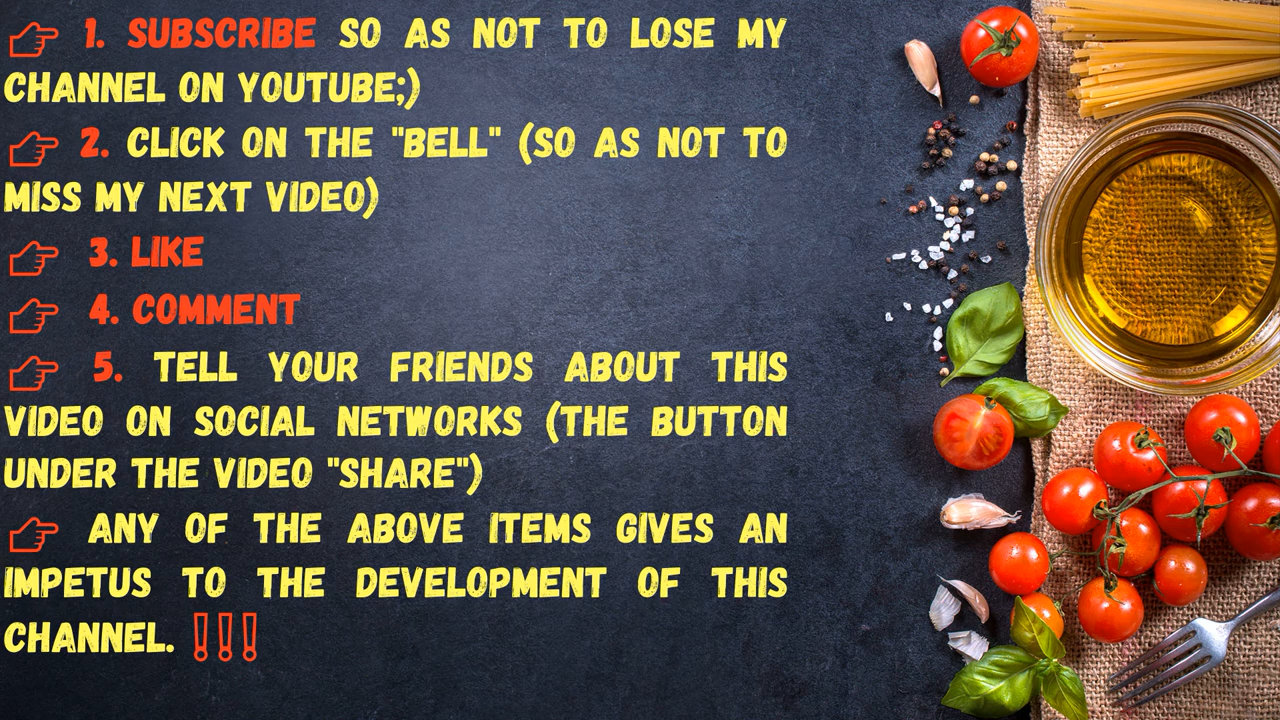 👉 1. SUBSCRIBE SO AS NOT TO LOSE MY
CHANNEL ON YOUTUBE;)
👉 2. CLICK ON THE "BELL" (SO AS NOT TO
MISS MY NEXT VIDEO)
👉 3. LIKE
👉 4. COMMENT
👉 5. TELL YOUR FRIENDS ABOUT THIS
VIDEO ON SOCIAL NETWORKS (THE BUTTON
UNDER THE VIDEO "SHARE")
👉 ANY OF THE ABOVE ITEMS GIVES AN
IMPETUS TO THE DEVELOPMENT OF THIS
CHANNEL. ❗❗❗